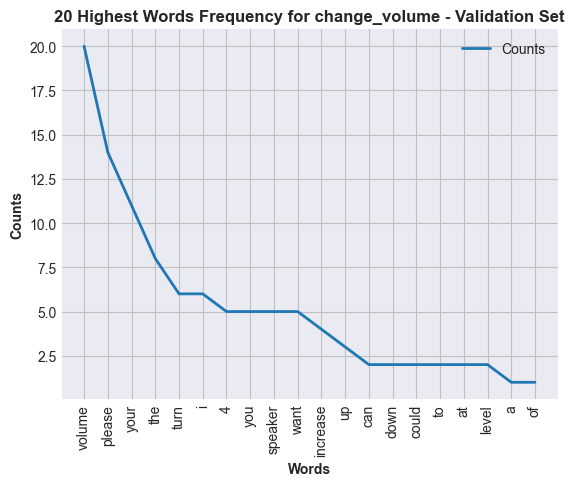 20 Highest Words Frequency for change_volume - Validation Set
Counts
20.0
17.5
15.0
12.5
10.0
7.5
5.0
2.5
Counts
volume
please
your
the
turn
i
4
you
speaker
want
increase
up
can
down
could
to
at
level
a
of
Words